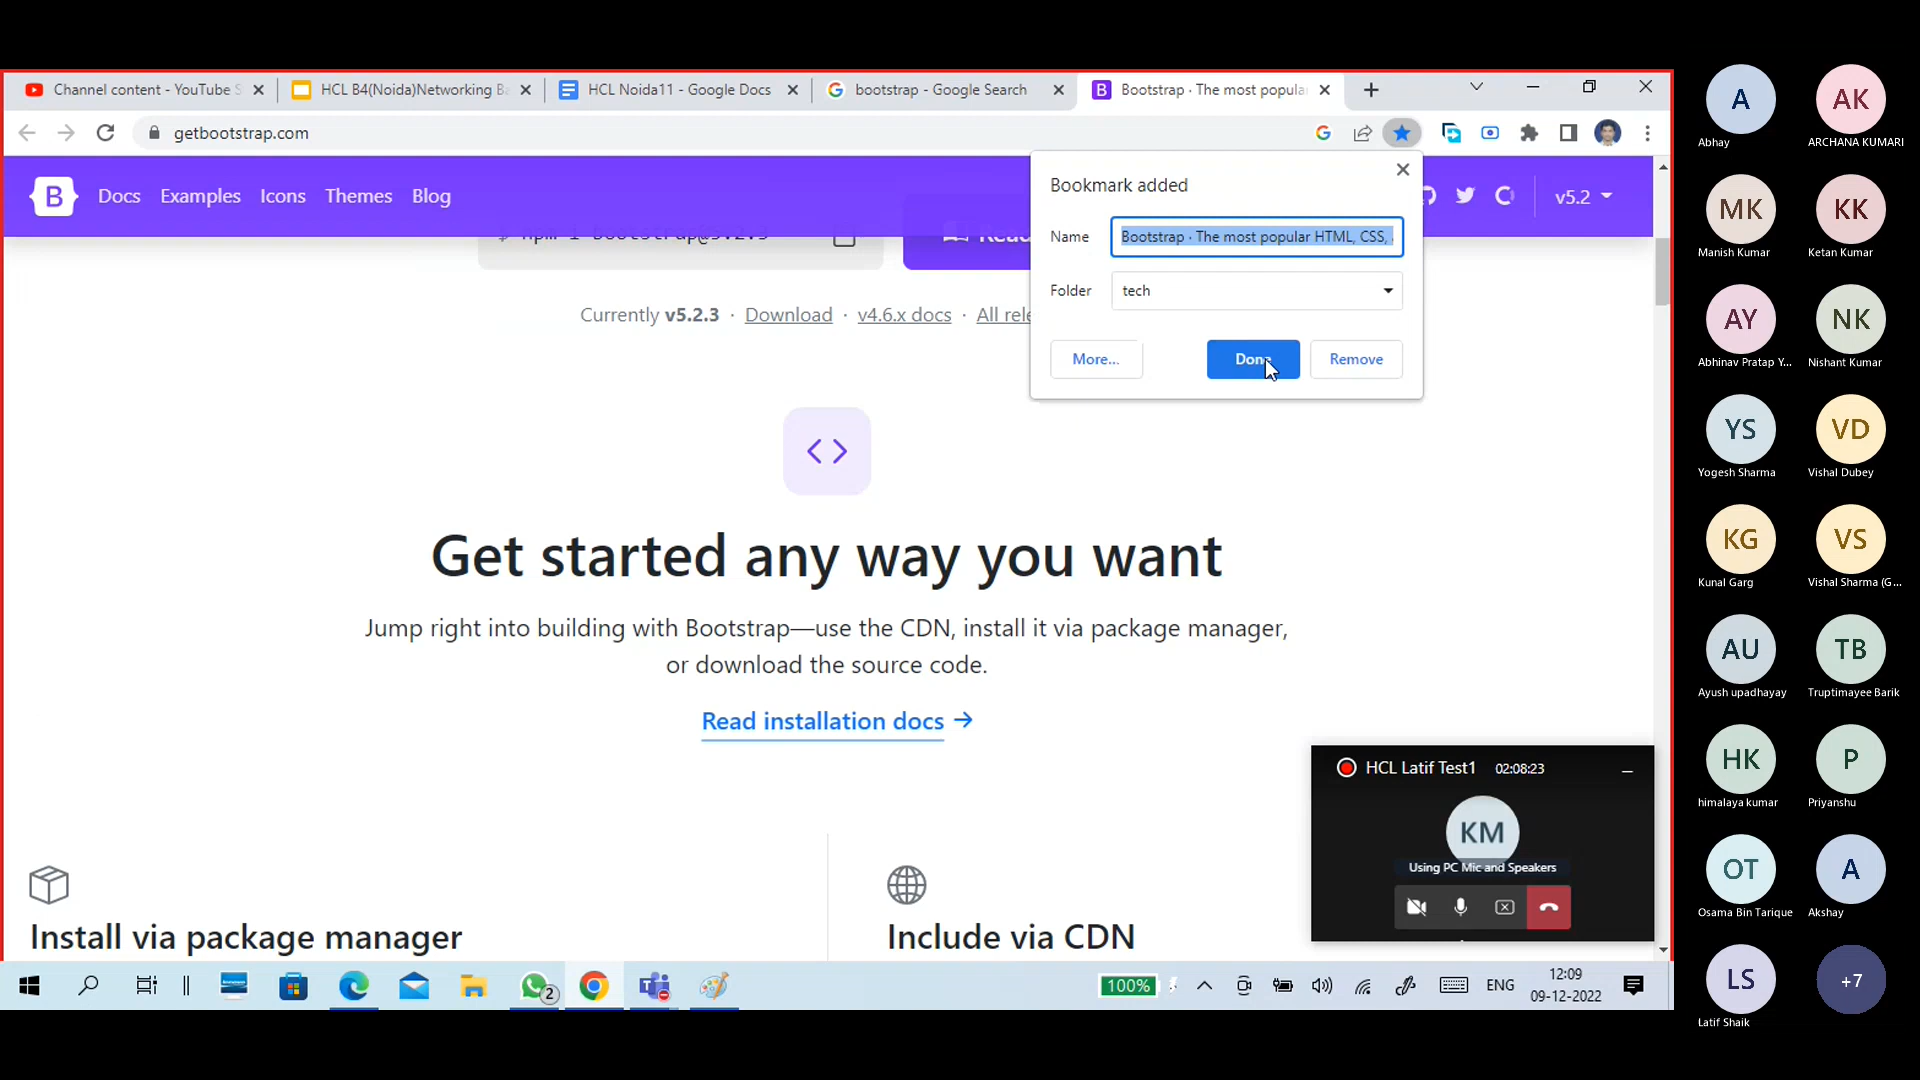 Channel content - YouTube S
HCL B4(Noida)Networking Ba
HCL Noida11 - Google Docs
bootstrap - Google Search
Bootstrap · The most popula
getbootstrap.com
B
Docs
Examples
Icons
Themes
Blog
v5.2
npm i bootstrap@5.2.3
Read
Currently v5.2.3 · Download · v4.6.x docs · All rele
Bookmark added
Name
Bootstrap · The most popular HTML, CSS,
Folder
tech
More...
Done
Remove
Get started any way you want
Jump right into building with Bootstrap—use the CDN, install it via package manager,
or download the source code.
Read installation docs
Install via package manager
Include via CDN
HCL Latif Test1 02:08:23
KM
Using PC Mic and Speakers
2
100%
ENG
12:09
09-12-2022
A
Abhay
AK
ARCHANA KUMARI
MK
Manish Kumar
KK
Ketan Kumar
AY
Abhinav Pratap Y...
NK
Nishant Kumar
YS
Yogesh Sharma
VD
Vishal Dubey
KG
Kunal Garg
VS
Vishal Sharma (G...
AU
Ayush upadhayay
TB
Truptimayee Barik
HK
himalaya kumar
P
Priyanshu
OT
Osama Bin Tarique
A
Akshay
LS
Latif Shaik
+7